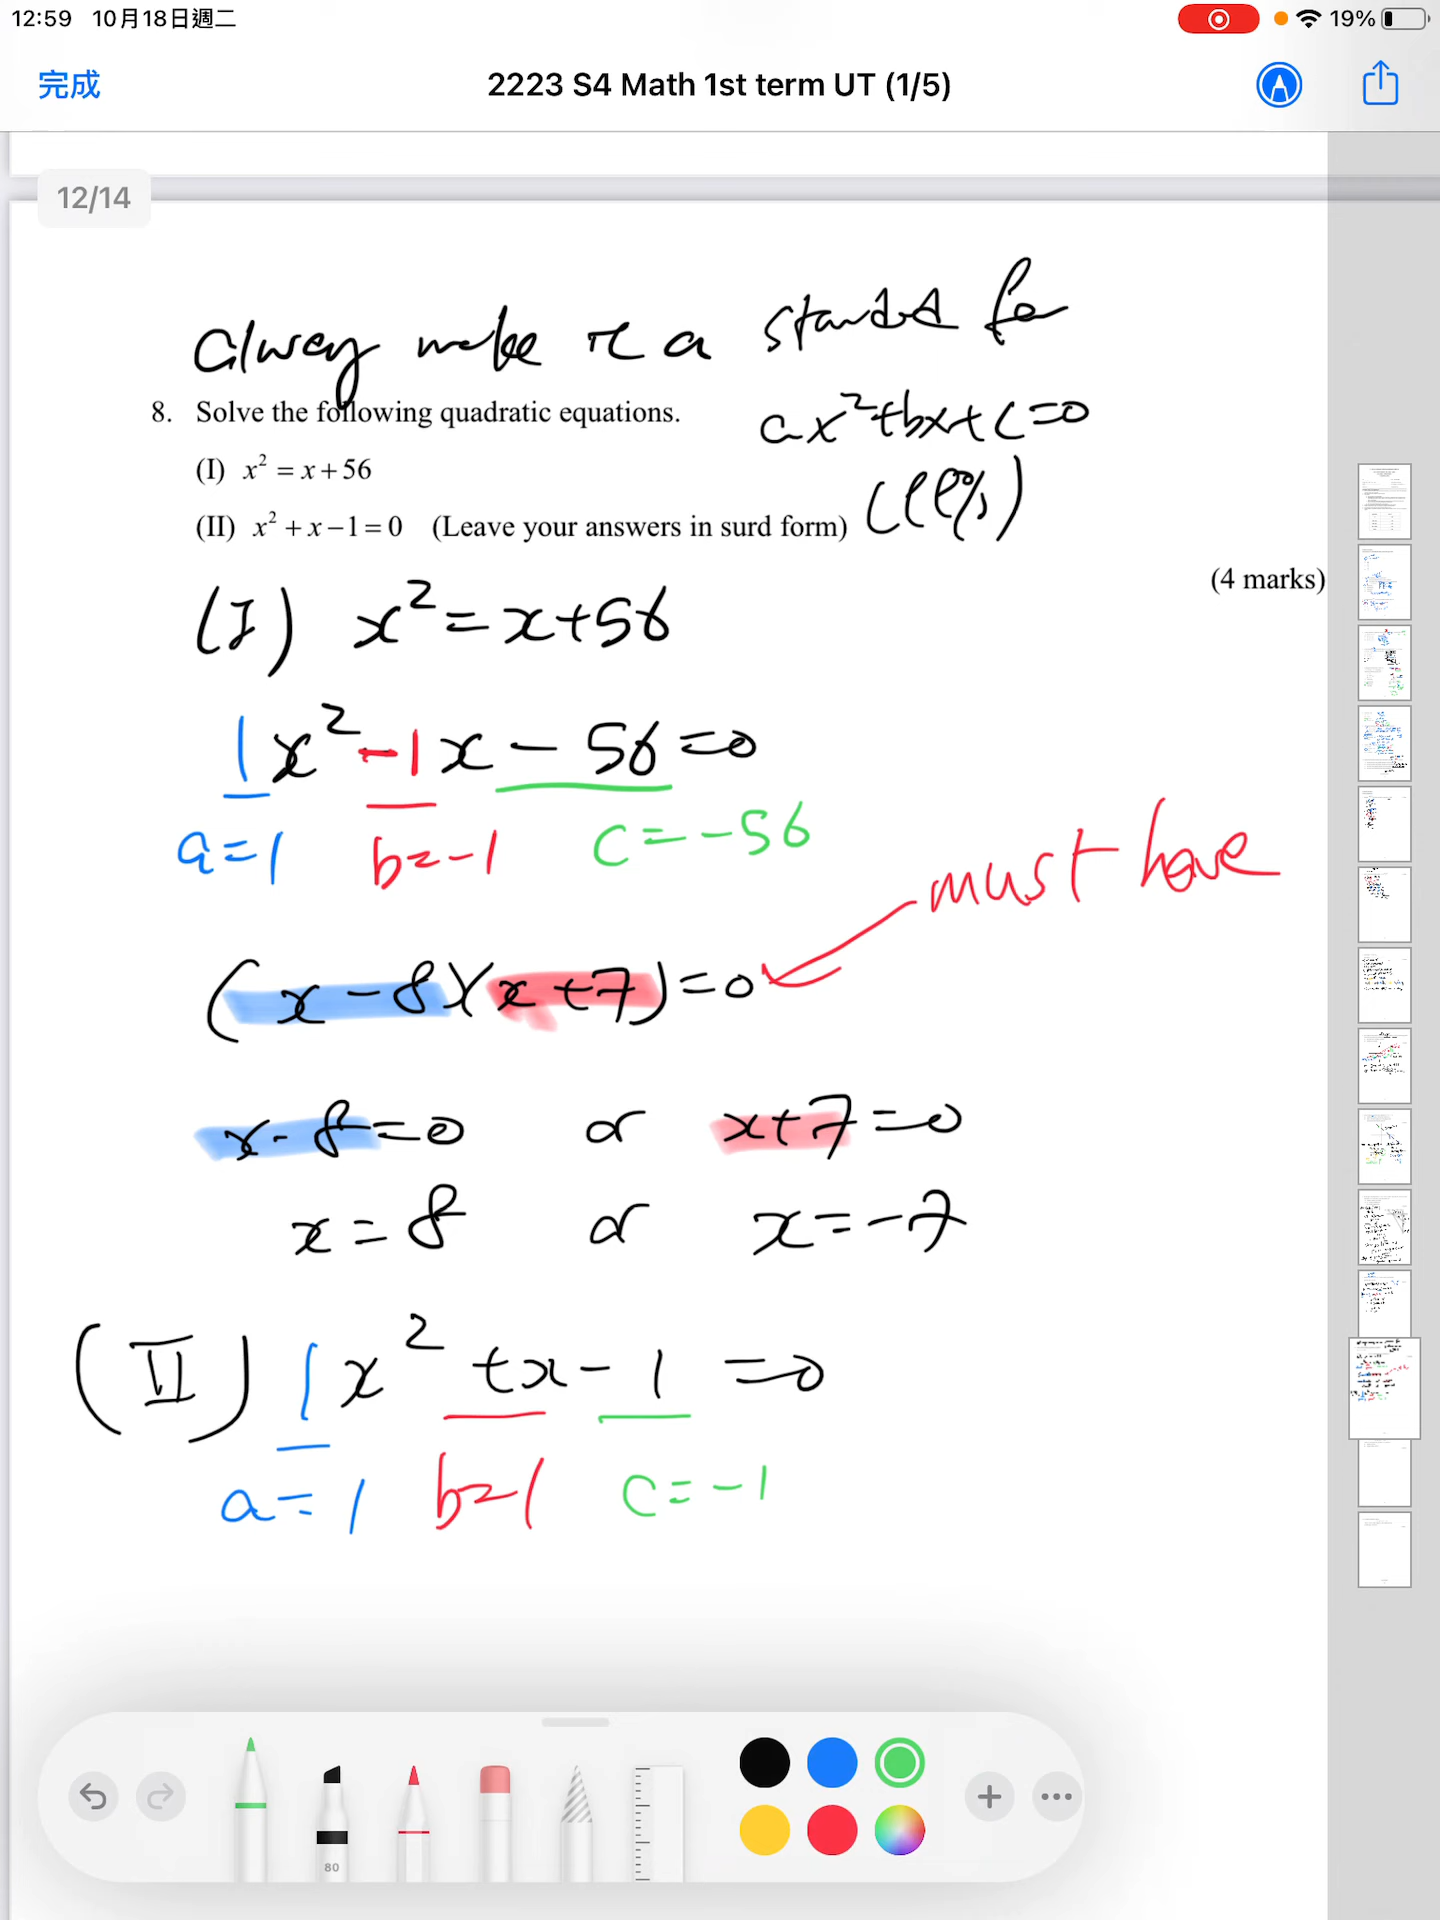 12:59 10月18日週二 19%
完成 2223 S4 Math 1st term UT (1/5)
12/14
always make it a standard for
8. Solve the following quadratic equations.
ax²+bx+c=0
(I) x² = x + 56
(II) x² + x − 1 = 0 (Leave your answers in surd form)
(4 marks)
(I) x² = x+56
1x² -1x - 56 = 0
a=1 b=-1 c=-56
must have
(x-8)(x+7)=0
x-8=0 or x+7=0
x=8 or x=-7
(II) 1x² +x-1=0
a=1 b=1 c=-1
80